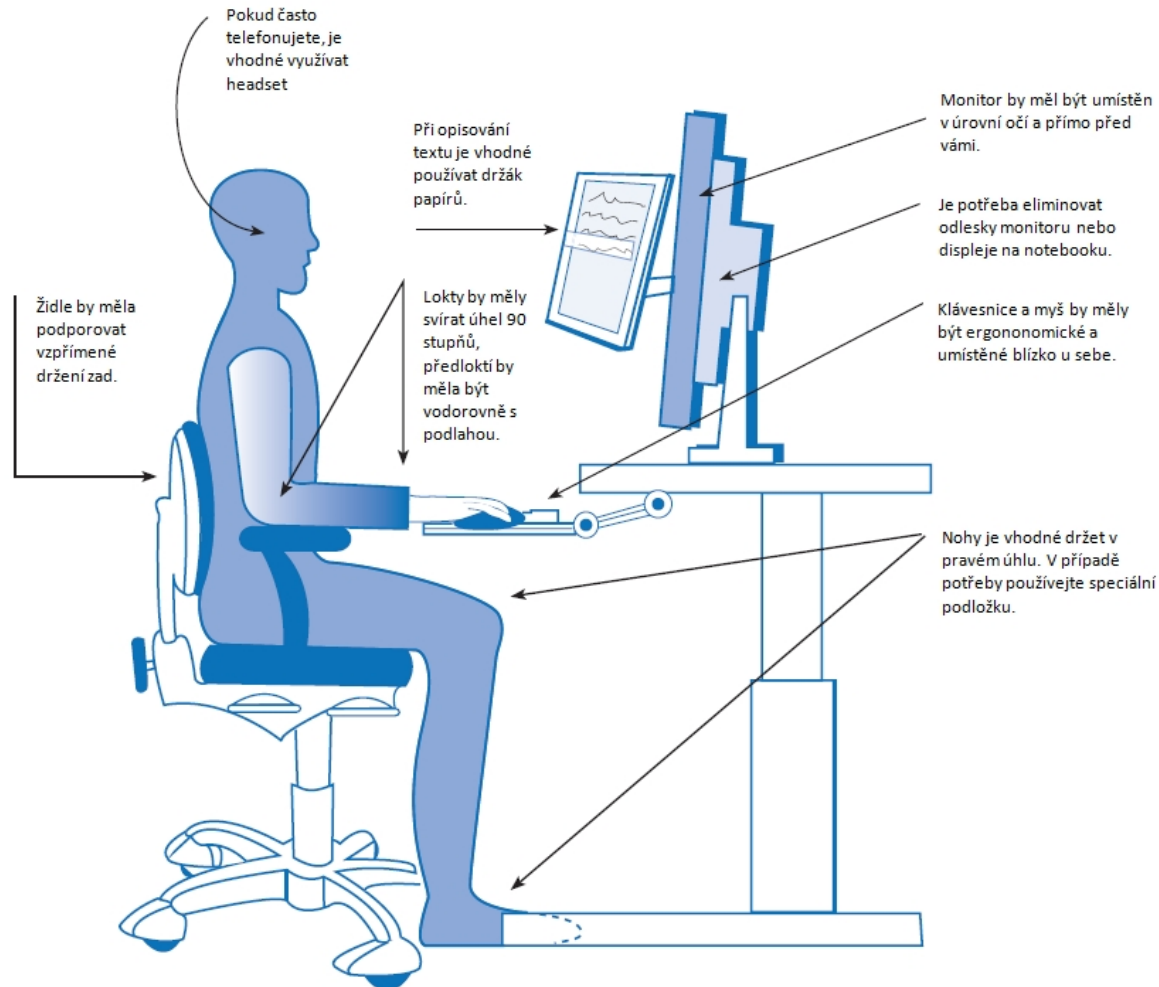 Pokud často
telefonujete, je
vhodné využívat
headset
Při opisování
textu je vhodné
používat držák
papírů.
Monitor by měl být umístěn
v úrovní očí a přímo před
vámi.
Je potřeba eliminovat
odlesky monitoru nebo
displeje na notebooku.
Židle by měla
podporovat
vzpřímené
držení zad.
Lokty by měly
svírat úhel 90
stupňů,
předloktí by
měla být
vodorovně s
podlahou.
Klávesnice a myš by měly
být ergononomické a
umístěné blízko u sebe.
Nohy je vhodné držet v
pravém úhlu. V případě
potřeby používejte speciální
podložku.